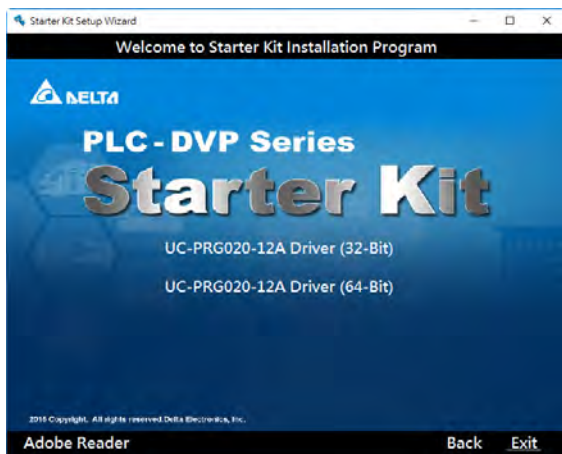 Starter Kit Setup Wizard
Welcome to Starter Kit Installation Program
DELTA
PLC-DVP Series
Starter Kit
UC-PRG020-12A Driver (32-Bit)
UC-PRG020-12A Driver (64-Bit)
2015 Copyright. All rights reserved.Delta Electronics, Inc.
Adobe Reader
Back Exit